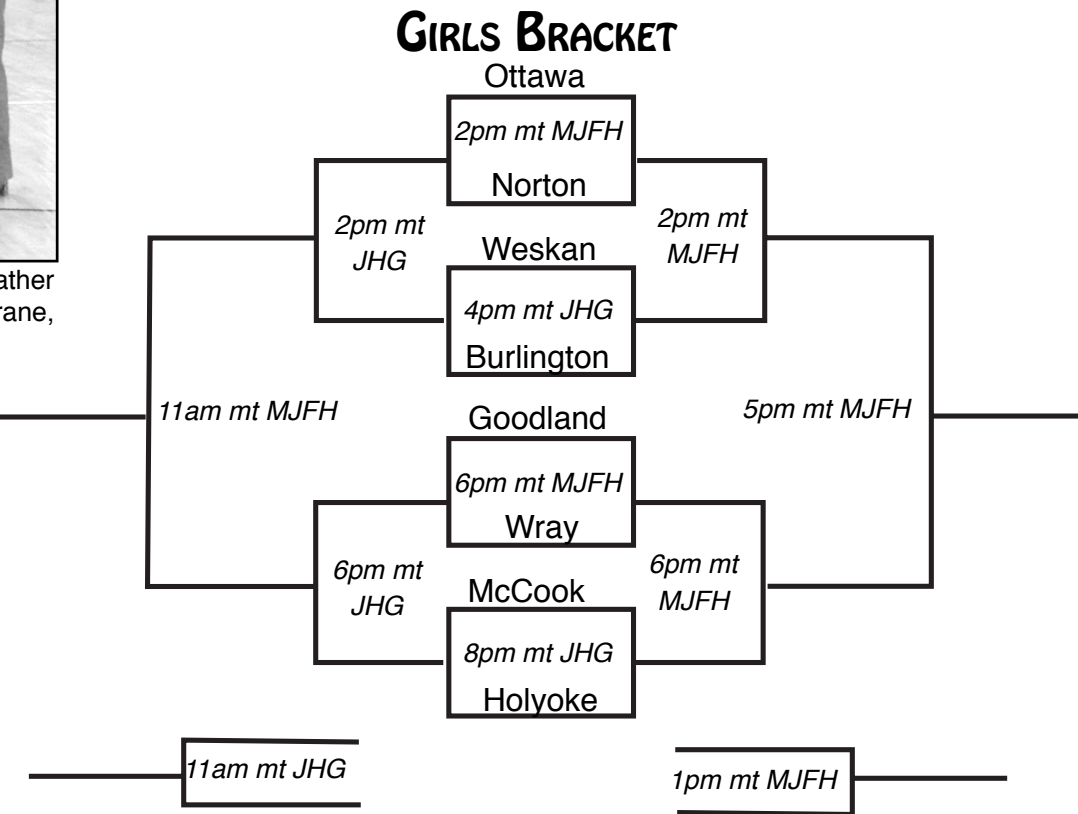 GIRLS BRACKET
Ottawa
2pm mt MJFH
Norton
2pm mt
JHG
2pm mt
MJFH
Weskan
4pm mt JHG
Burlington
11am mt MJFH
5pm mt MJFH
Goodland
6pm mt MJFH
Wray
6pm mt
JHG
6pm mt
MJFH
McCook
8pm mt JHG
Holyoke
11am mt JHG
1pm mt MJFH
ather
rane,